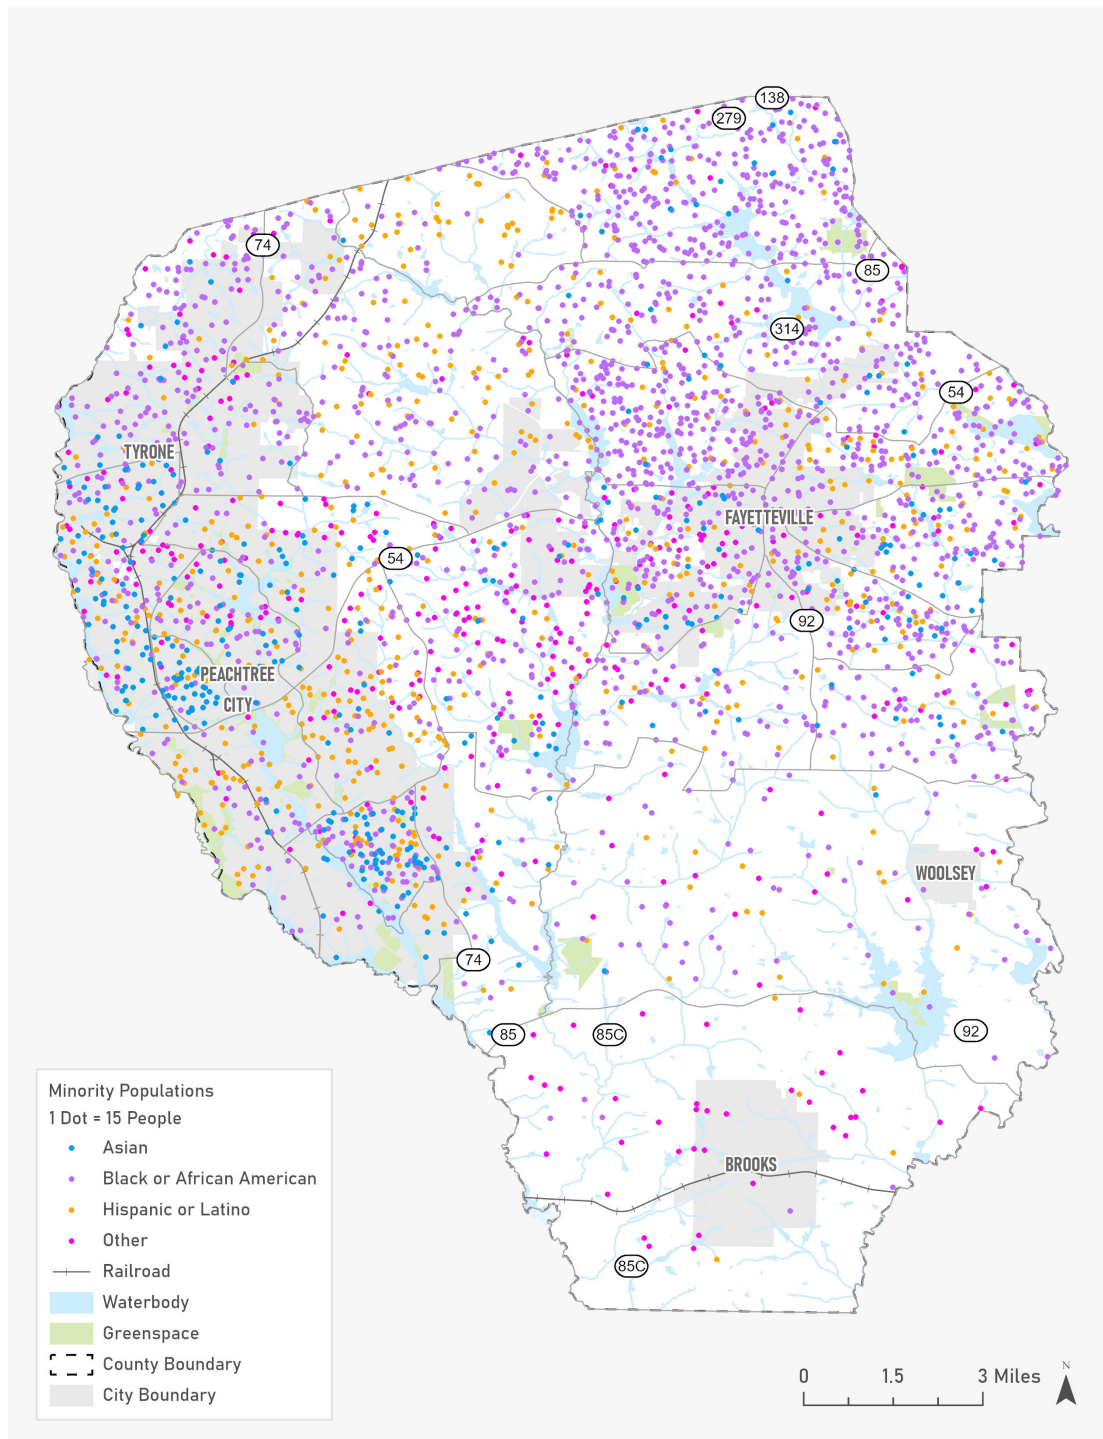 138
279
74
85
314
54
TYRONE
FAYETTEVILLE
54
92
PEACHTREE
CITY
WOOLSEY
74
85
85C
92
BROOKS
85C
Minority Populations
1 Dot = 15 People
Asian
Black or African American
Hispanic or Latino
Other
Railroad
Waterbody
Greenspace
County Boundary
City Boundary
0 1.5 3 Miles
N